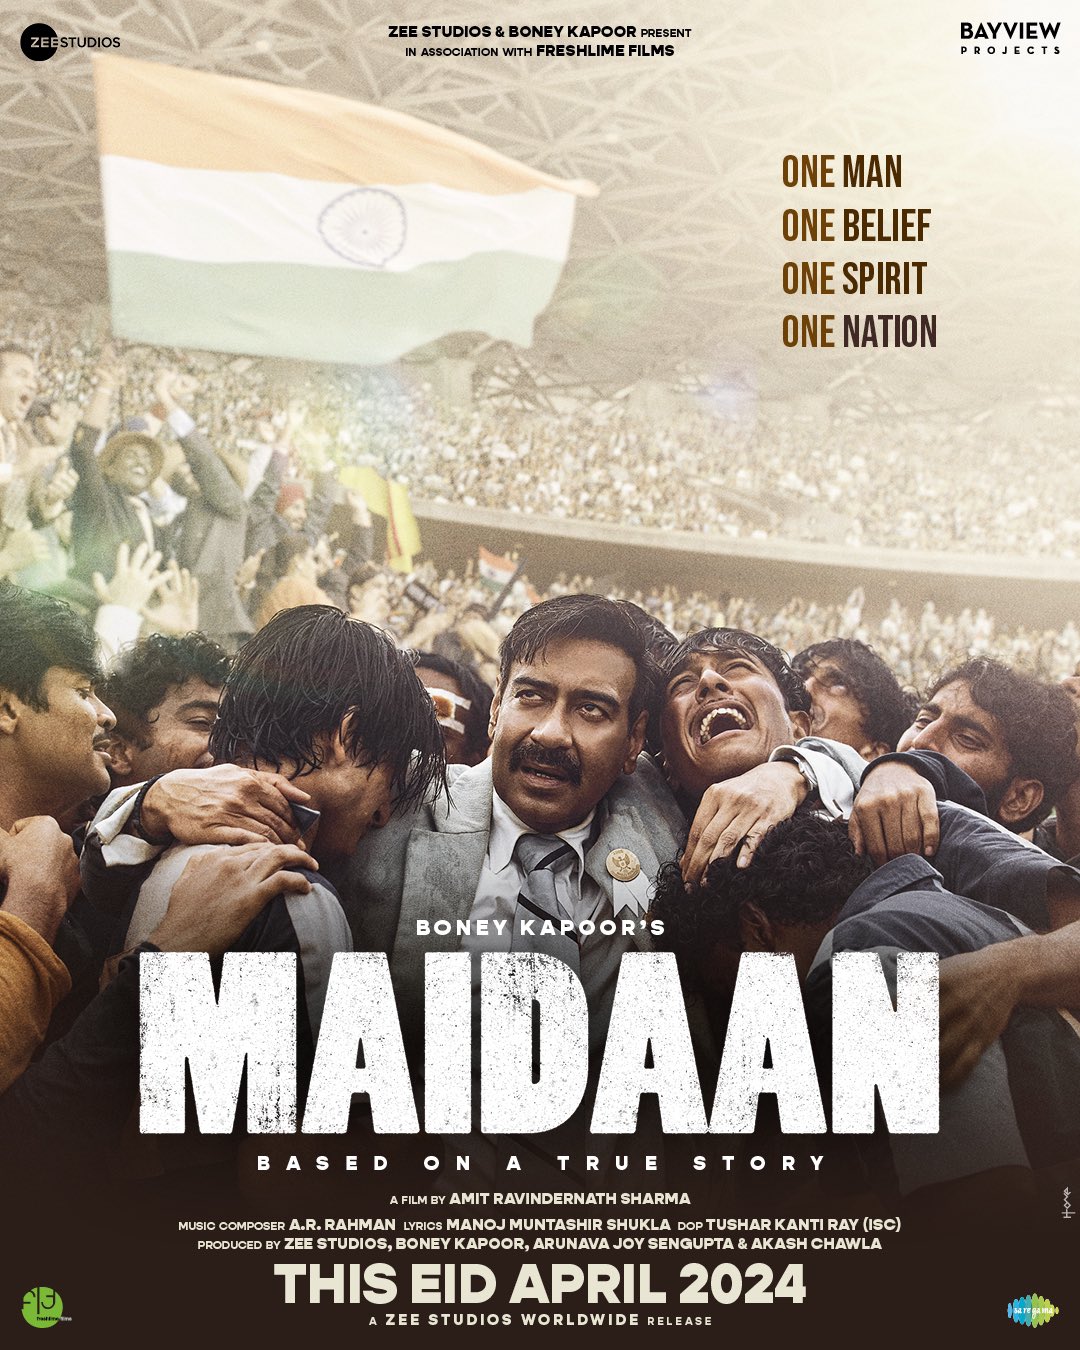 ZEE STUDIOS
ZEE STUDIOS & BONEY KAPOOR PRESENT
IN ASSOCIATION WITH FRESHLIME FILMS
BAYVIEW
PROJECTS
ONE MAN
ONE BELIEF
ONE SPIRIT
ONE NATION
BONEY KAPOOR'S
MAIDAAN
BASED ON A TRUE STORY
A FILM BY AMIT RAVINDERNATH SHARMA
MUSIC COMPOSER A.R. RAHMAN LYRICS MANOJ MUNTASHIR SHUKLA DOP TUSHAR KANTI RAY (ISC)
PRODUCED BY ZEE STUDIOS, BONEY KAPOOR, ARUNAVA JOY SENGUPTA & AKASH CHAWLA
THIS EID APRIL 2024
A ZEE STUDIOS WORLDWIDE RELEASE
freshlimefilms
saregama